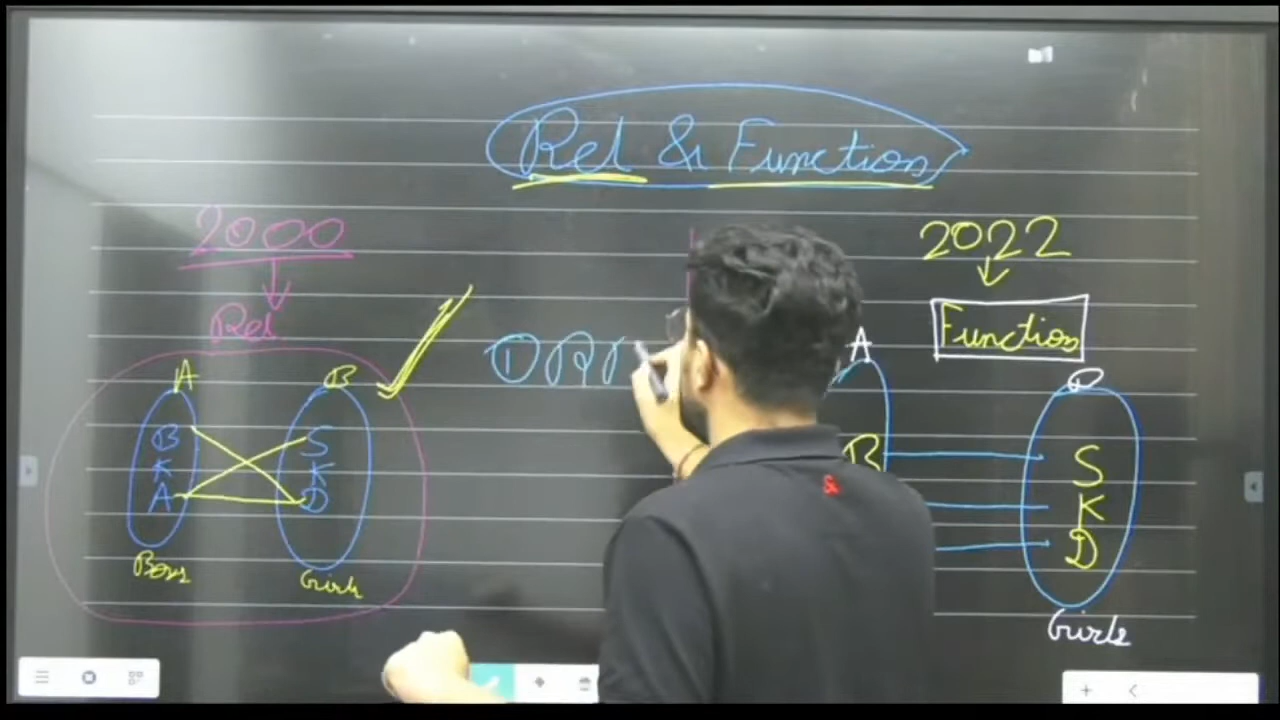 Rel & Function
2000
Rel
A B
B S
K K
A D
Boys
Girls
2022
Function
A
B
S
K
D
Girls